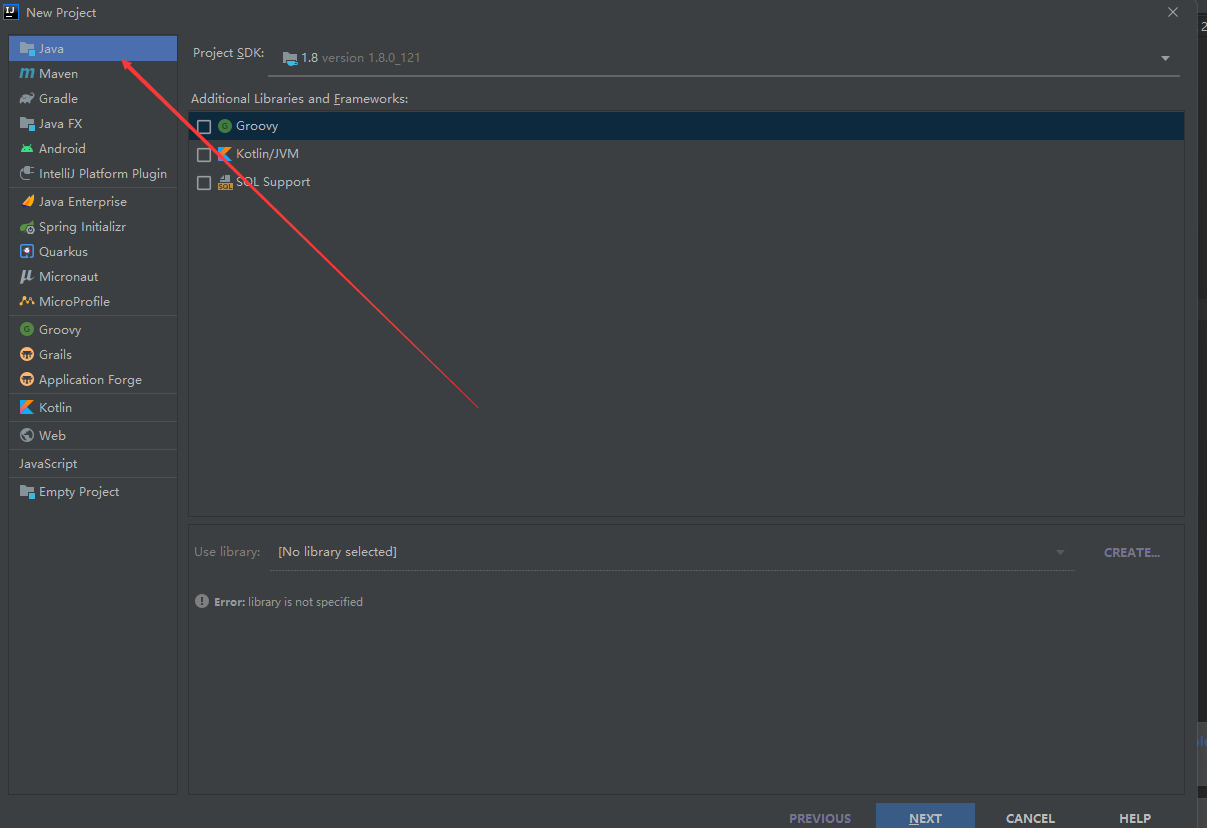 New Project
Java
Maven
Gradle
Java FX
Android
IntelliJ Platform Plugin
Java Enterprise
Spring Initializr
Quarkus
Micronaut
MicroProfile
Groovy
Grails
Application Forge
Kotlin
Web
JavaScript
Empty Project
Project SDK: 1.8 version 1.8.0_121
Additional Libraries and Frameworks:
Groovy
Kotlin/JVM
SQL Support
Use library: [No library selected] CREATE...
Error: library is not specified
PREVIOUS NEXT CANCEL HELP